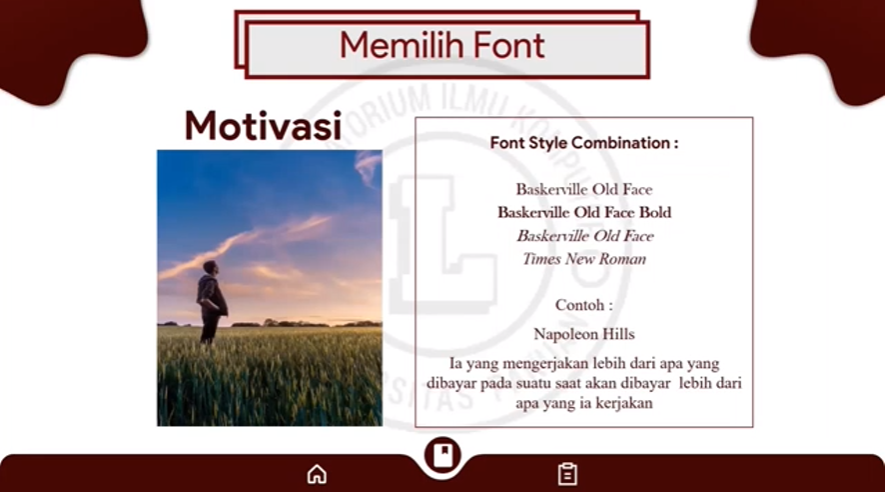 Memilih Font
Motivasi
Font Style Combination :
Baskerville Old Face
Baskerville Old Face Bold
Baskerville Old Face
Times New Roman
Contoh :
Napoleon Hills
Ia yang mengerjakan lebih dari apa yang
dibayar pada suatu saat akan dibayar lebih dari
apa yang ia kerjakan